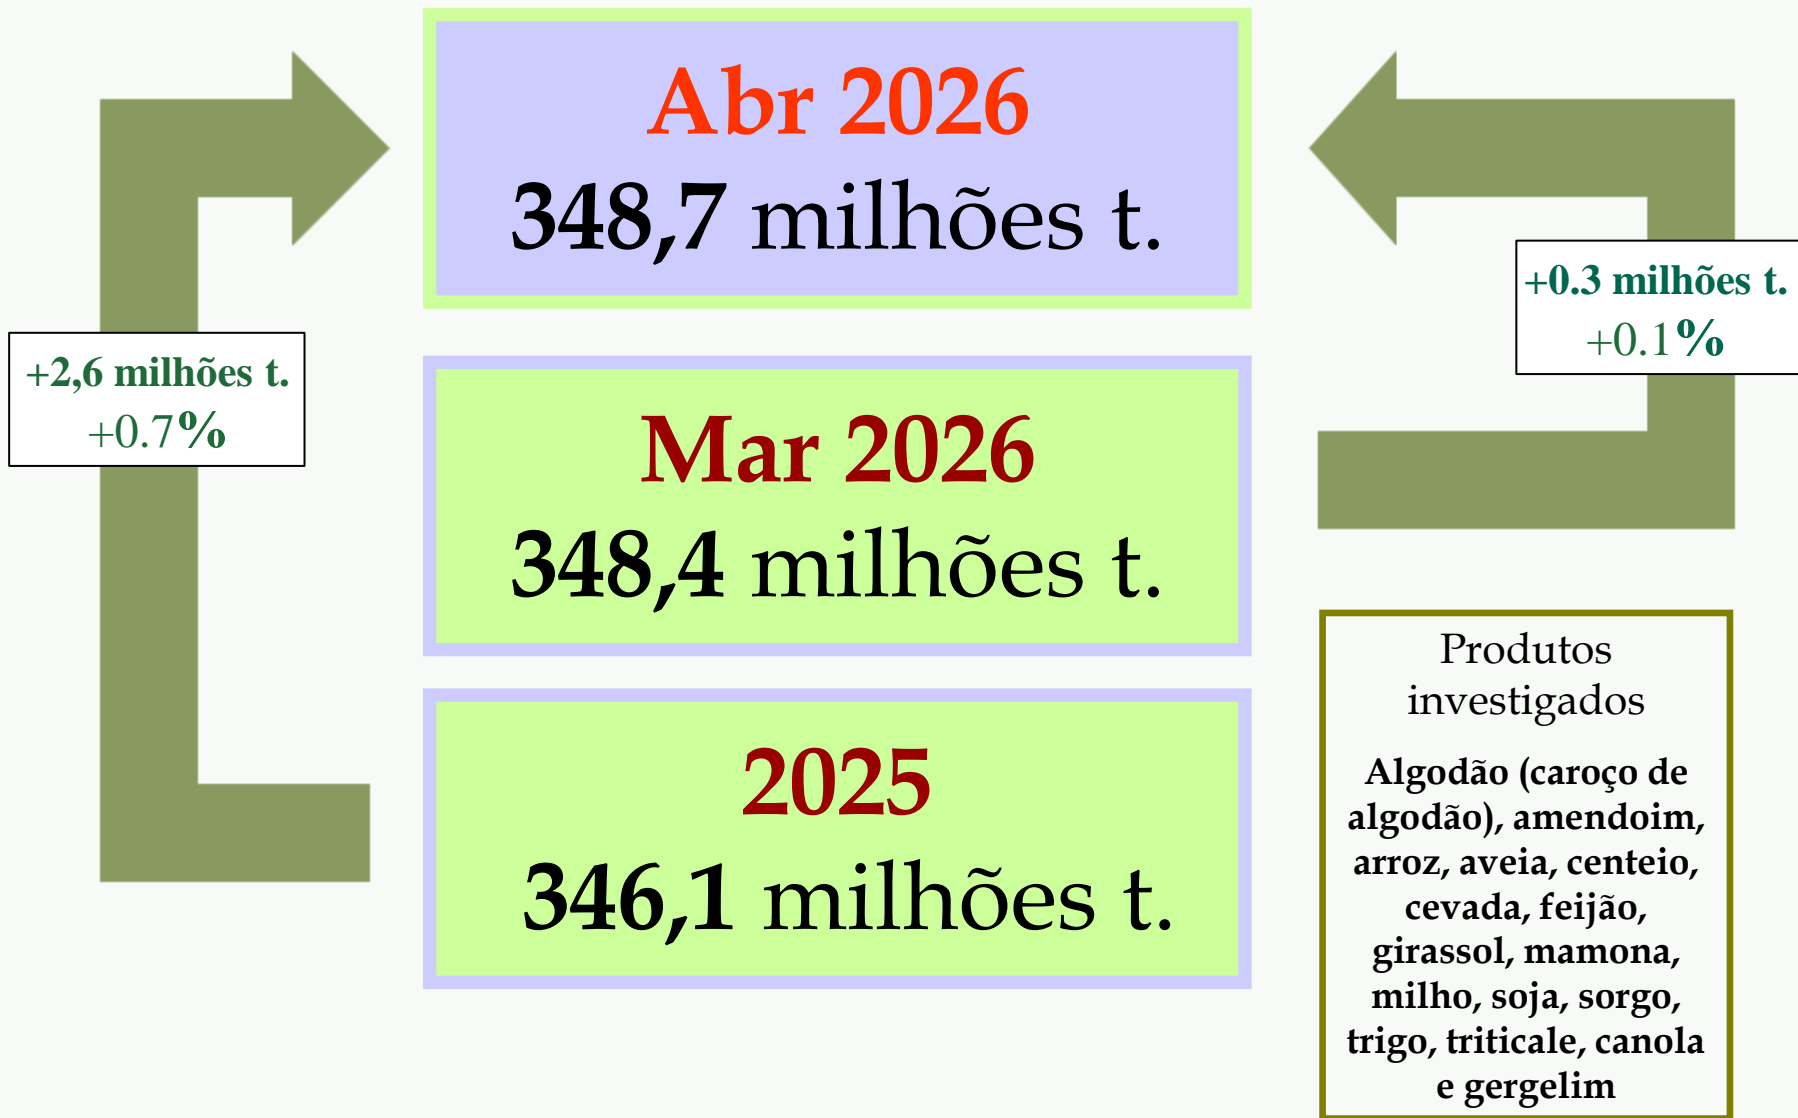 Abr 2026
348,7 milhões t.
+0.3 milhões t.
+0.1%
+2,6 milhões t.
+0.7%
Mar 2026
348,4 milhões t.
2025
346,1 milhões t.
Produtos
investigados
Algodão (caroço de
algodão), amendoim,
arroz, aveia, centeio,
cevada, feijão,
girassol, mamona,
milho, soja, sorgo,
trigo, triticale, canola
e gergelim